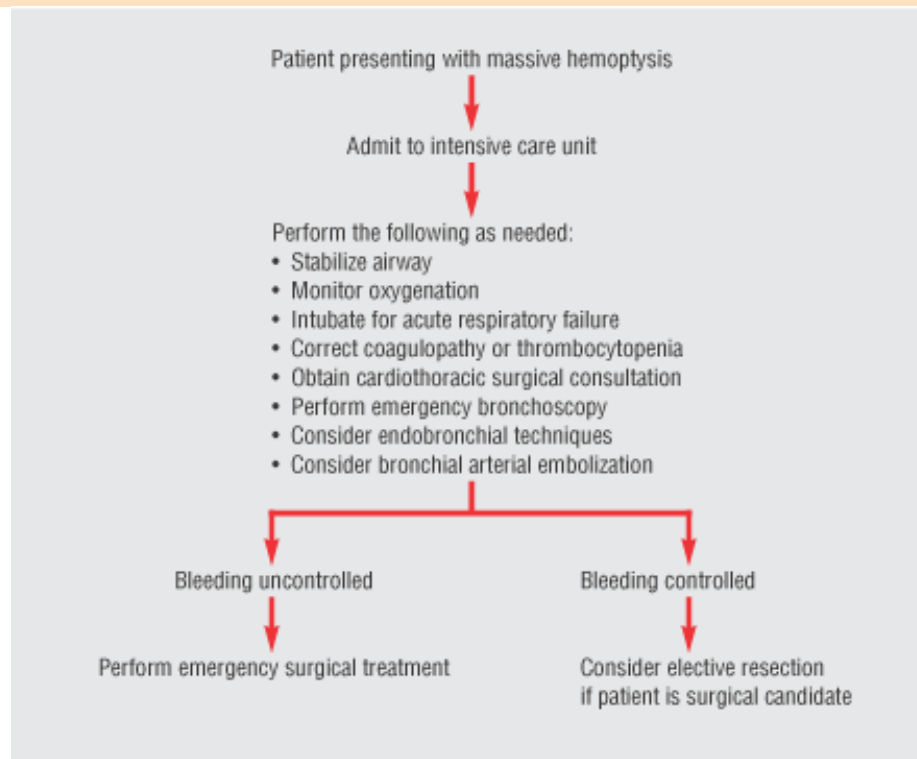 Patient presenting with massive hemoptysis
Admit to intensive care unit
Perform the following as needed:
• Stabilize airway
• Monitor oxygenation
• Intubate for acute respiratory failure
• Correct coagulopathy or thrombocytopenia
• Obtain cardiothoracic surgical consultation
• Perform emergency bronchoscopy
• Consider endobronchial techniques
• Consider bronchial arterial embolization
Bleeding uncontrolled
Bleeding controlled
Perform emergency surgical treatment
Consider elective resection
if patient is surgical candidate